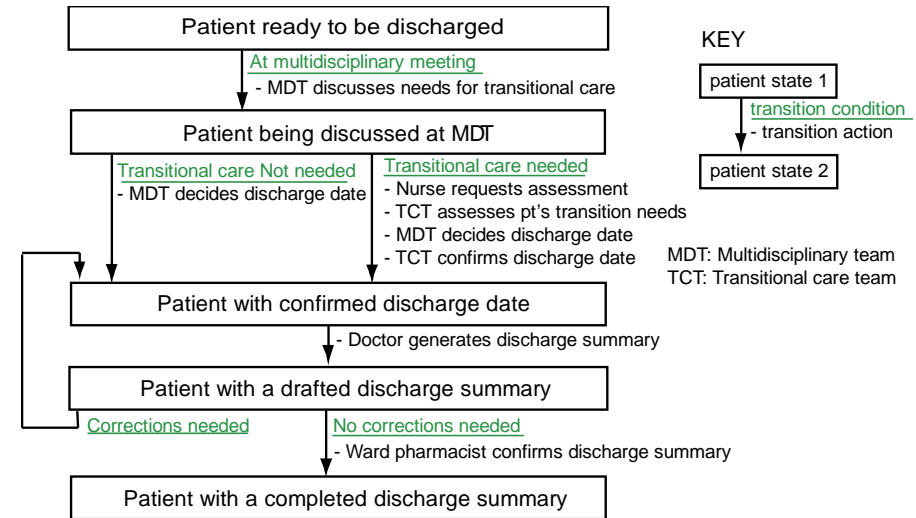 Patient ready to be discharged
At multidisciplinary meeting
- MDT discusses needs for transitional care
Patient being discussed at MDT
Transitional care Not needed
- MDT decides discharge date
Transitional care needed
- Nurse requests assessment
- TCT assesses pt's transition needs
- MDT decides discharge date
- TCT confirms discharge date
Patient with confirmed discharge date
- Doctor generates discharge summary
Patient with a drafted discharge summary
Corrections needed
No corrections needed
- Ward pharmacist confirms discharge summary
Patient with a completed discharge summary
KEY
patient state 1
transition condition
- transition action
patient state 2
MDT: Multidisciplinary team
TCT: Transitional care team